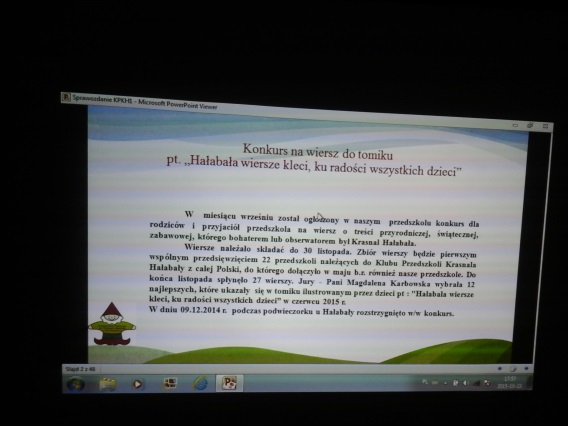 Sprawozdanie KPKH1 - Microsoft PowerPoint Viewer
Konkurs na wiersz do tomiku
pt. „Hałabała wiersze kleci, ku radości wszystkich dzieci”
W miesiącu wrześniu został ogłoszony w naszym przedszkolu konkurs dla
rodziców i przyjaciół przedszkola na wiersz o treści przyrodniczej, świątecznej,
zabawowej, którego bohaterem lub obserwatorem był Krasnal Hałabała.
Wiersze należało składać do 30 listopada. Zbiór wierszy będzie pierwszym
wspólnym przedsięwzięciem 22 przedszkoli należących do Klubu Przedszkoli Krasnala
Hałabały z całej Polski, do którego dołączyło w maju b.r. również nasze przedszkole. Do
końca listopada spłynęło 27 wierszy. Jury - Pani Magdalena Karbowska wybrała 12
najlepszych, które ukazały się w tomiku ilustrowanym przez dzieci pt : "Hałabała wiersze
kleci, ku radości wszystkich dzieci" w czerwcu 2015 r.
W dniu 09.12.2014 r. podczas podwieczorku u Hałabały rozstrzygnięto w/w konkurs.
Slajd 2 z 46
PL
17:57